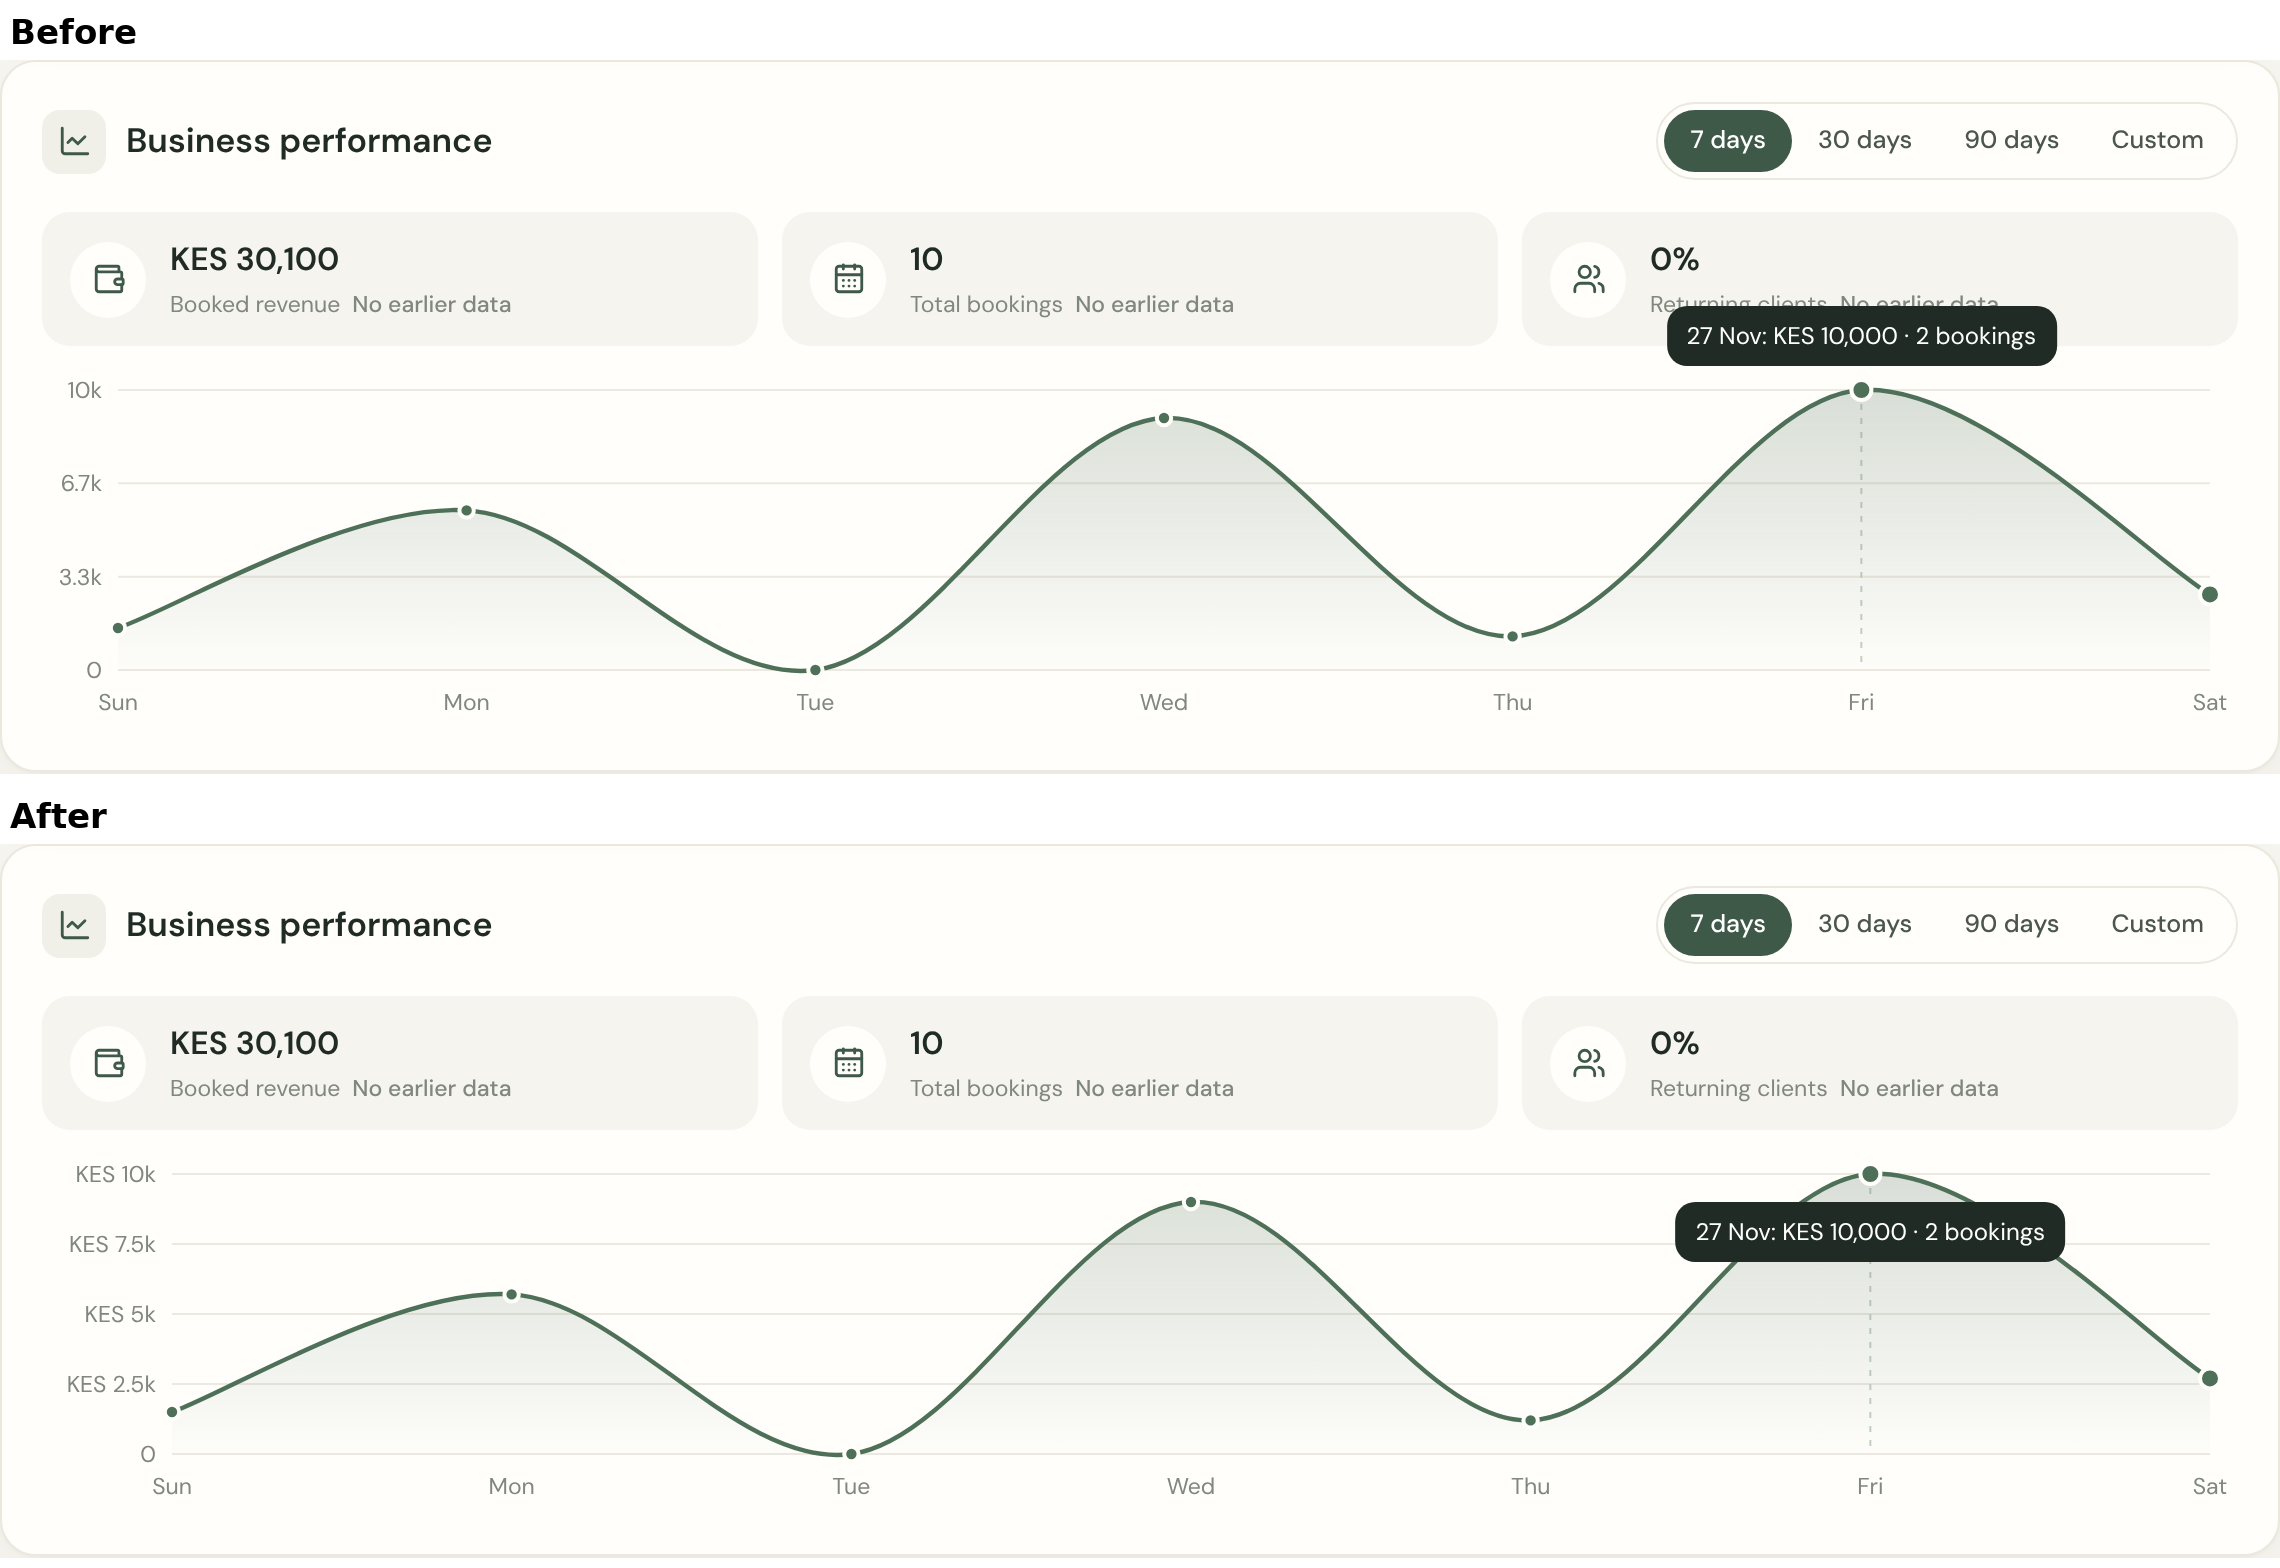 Before
Business performance
7 days 30 days 90 days Custom
KES 30,100
Booked revenue No earlier data
10
Total bookings No earlier data
0%
Returning clients No earlier data
27 Nov: KES 10,000 · 2 bookings
10k
6.7k
3.3k
0
Sun Mon Tue Wed Thu Fri Sat
After
Business performance
7 days 30 days 90 days Custom
KES 30,100
Booked revenue No earlier data
10
Total bookings No earlier data
0%
Returning clients No earlier data
KES 10k
27 Nov: KES 10,000 · 2 bookings
KES 7.5k
KES 5k
KES 2.5k
0
Sun Mon Tue Wed Thu Fri Sat